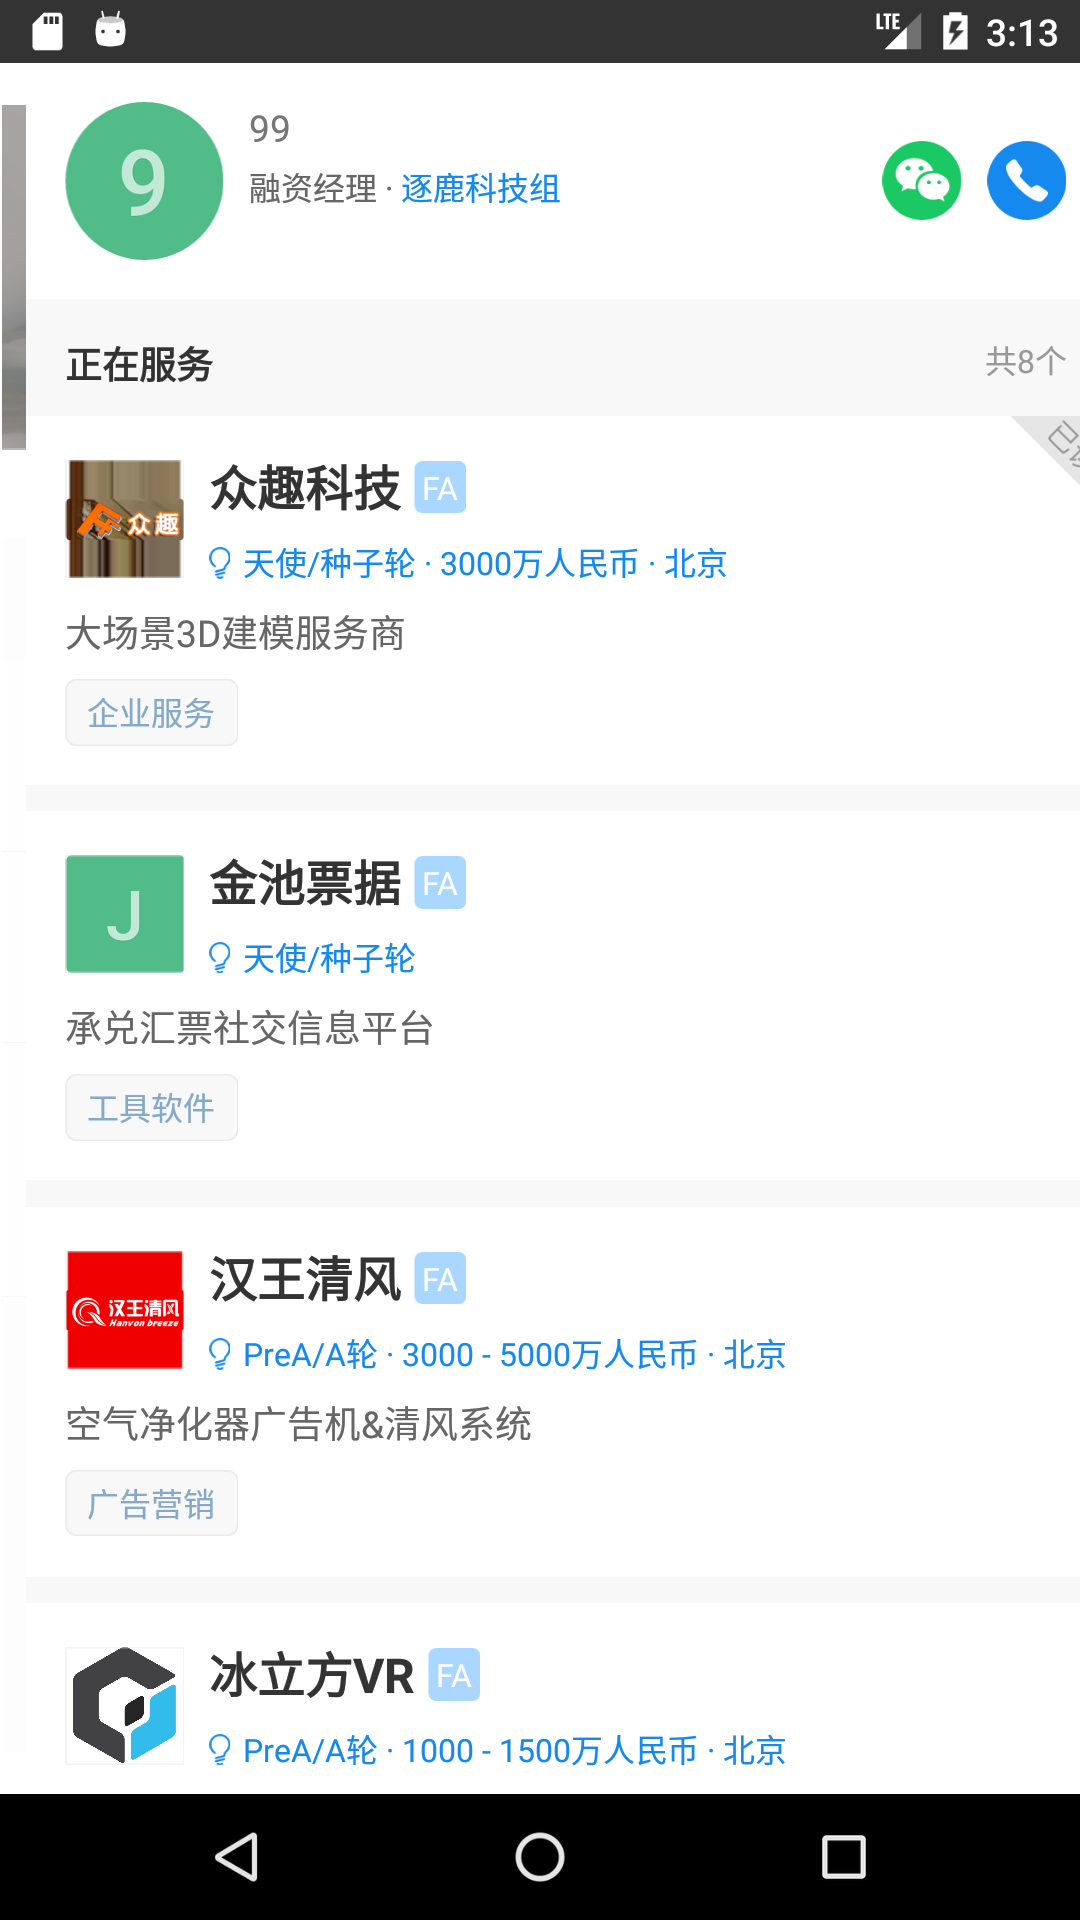 LTE 3:13
9
99
融资经理 · 逐鹿科技组
正在服务
共8个
众趣
众趣科技 FA
天使/种子轮 · 3000万人民币 · 北京
大场景3D建模服务商
企业服务
J
金池票据 FA
天使/种子轮
承兑汇票社交信息平台
工具软件
汉王清风
Hanvon breeze
汉王清风 FA
PreA/A轮 · 3000 - 5000万人民币 · 北京
空气净化器广告机&清风系统
广告营销
冰立方VR FA
PreA/A轮 · 1000 - 1500万人民币 · 北京